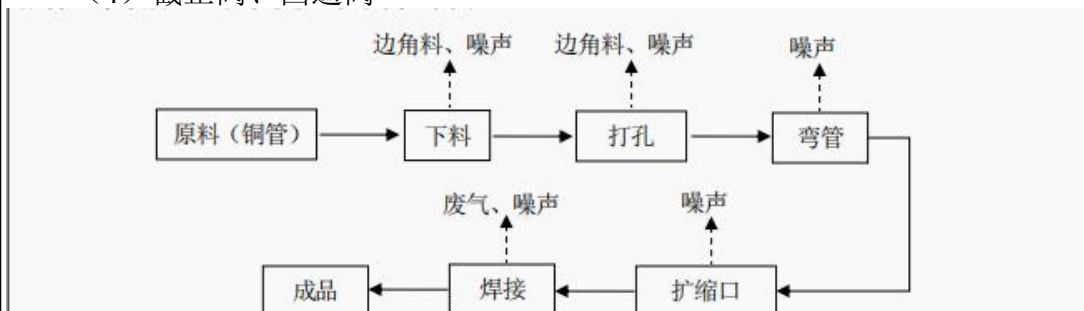 边角料、噪声 边角料、噪声 噪声
原料（铜管） 下料 打孔 弯管
废气、噪声 噪声
成品 焊接 扩缩口